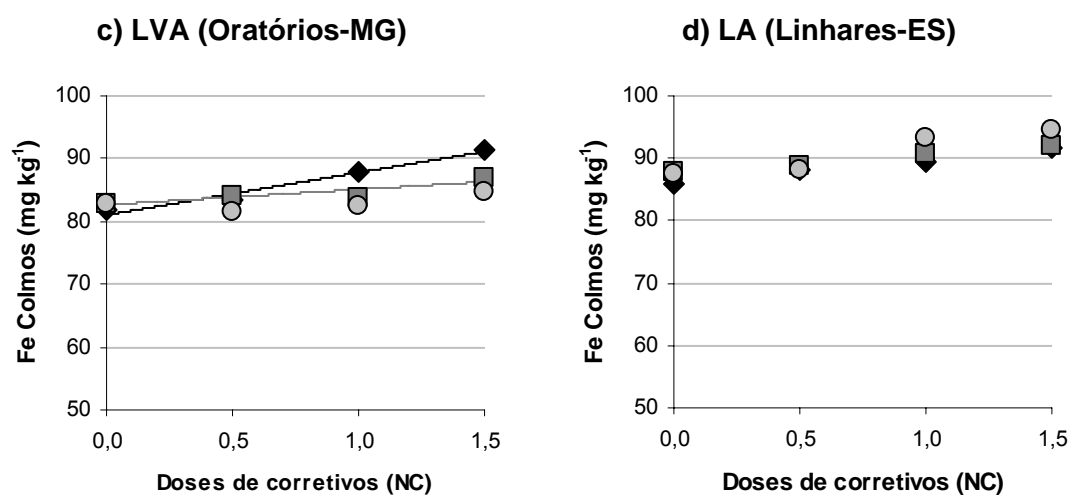 c) LVA (Oratórios-MG)
Fe Colmos (mg kg-1)
100
90
80
70
60
50
0,0 0,5 1,0 1,5
Doses de corretivos (NC)
d) LA (Linhares-ES)
Fe Colmos (mg kg-1)
100
90
80
70
60
50
0,0 0,5 1,0 1,5
Doses de corretivos (NC)